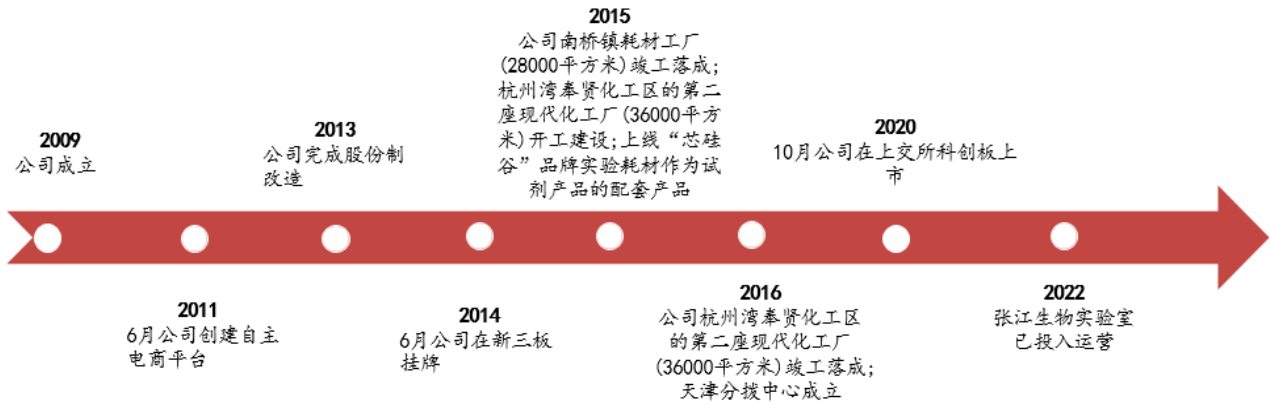 2009
公司成立
2011
6月公司创建自主
电商平台
2013
公司完成股份制
改造
2014
6月公司在新三板
挂牌
2015
公司南桥镇耗材工厂
(28000平方米)竣工落成;
杭州湾奉贤化工区的第二
座现代化工厂(36000平方
米)开工建设;上线“芯硅
谷”品牌实验耗材作为试
剂产品的配套产品
2016
公司杭州湾奉贤化工区
的第二座现代化工厂
(36000平方米)竣工落成;
天津分拨中心成立
2020
10月公司在上交所科创板上
市
2022
张江生物实验室
已投入运营